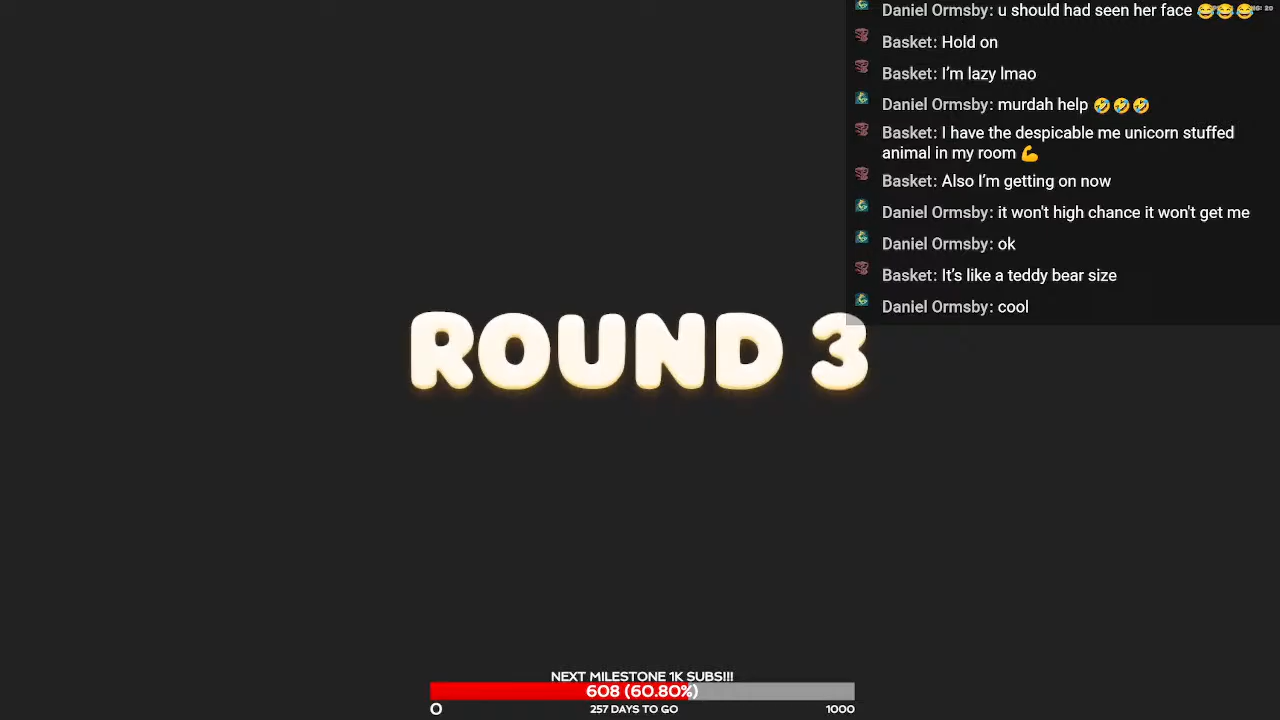 Daniel Ormsby: u should had seen her face 😂😂😂
Basket: Hold on
Basket: I’m lazy lmao
Daniel Ormsby: murdah help 🤣🤣🤣
Basket: I have the despicable me unicorn stuffed
animal in my room 💪
Basket: Also I’m getting on now
Daniel Ormsby: it won't high chance it won't get me
Daniel Ormsby: ok
Basket: It’s like a teddy bear size
Daniel Ormsby: cool
ROUND 3
NEXT MILESTONE 1K SUBS!!!
608 (60.80%)
0 257 DAYS TO GO 1000